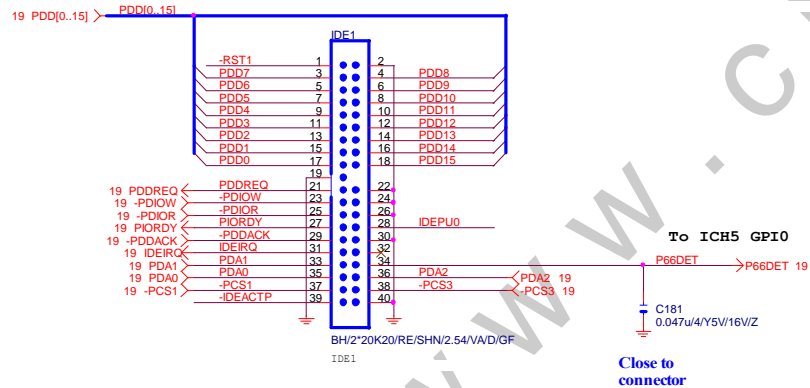 19 PDD[0..15] PDD[0..15]
IDE1
-RST1 1 2
PDD7 3 4 PDD8
PDD6 5 6 PDD9
PDD5 7 8 PDD10
PDD4 9 10 PDD11
PDD3 11 12 PDD12
PDD2 13 14 PDD13
PDD1 15 16 PDD14
PDD0 17 18 PDD15
19
19 PDDREQ PDDREQ 21 22
19 -PDIOW -PDIOW 23 24
19 -PDIOR -PDIOR 25 26
19 PIORDY PIORDY 27 28 IDEPU0
19 -PDDACK -PDDACK 29 30
19 IDEIRQ IDEIRQ 31 32
19 PDA1 PDA1 33 34
19 PDA0 PDA0 35 36 PDA2 PDA2 19
19 -PCS1 -PCS1 37 38 -PCS3 -PCS3 19
-IDEACTP 39 40
To ICH5 GPI0
P66DET P66DET 19
C181
0.047u/4/Y5V/16V/Z
BH/2*20K20/RE/SHN/2.54/VA/D/GF
IDE1
Close to
connector
w w w . c